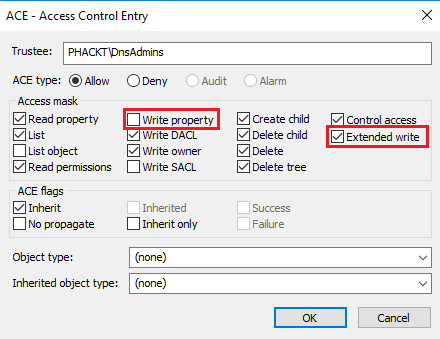 ACE - Access Control Entry
Trustee: PHACKT\DnsAdmins
ACE type: Allow Deny Audit Alarm
Access mask
Read property Write property Create child Control access
List Write DACL Delete child Extended write
List object Write owner Delete
Read permissions Write SACL Delete tree
ACE flags
Inherit Inherited Success
No propagate Inherit only Failure
Object type: (none)
Inherited object type: (none)
OK Cancel